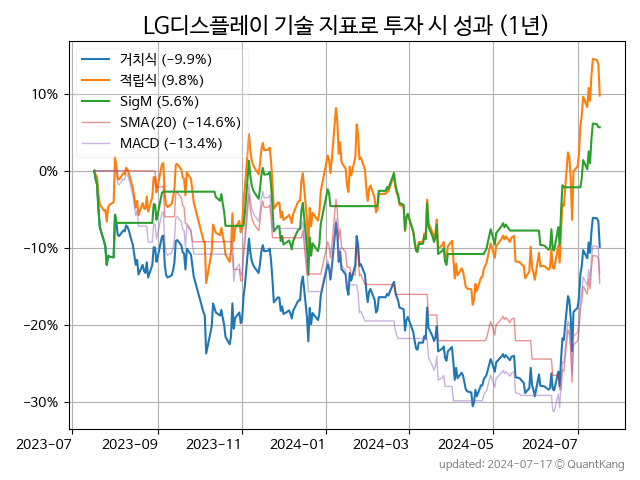 LG디스플레이 기술 지표로 투자 시 성과 (1년)
거치식 (−9.9%)
적립식 (9.8%)
SigM (5.6%)
SMA(20) (−14.6%)
MACD (−13.4%)
10%
0%
−10%
−20%
−30%
2023-07 2023-09 2023-11 2024-01 2024-03 2024-05 2024-07
updated: 2024-07-17 © QuantKang